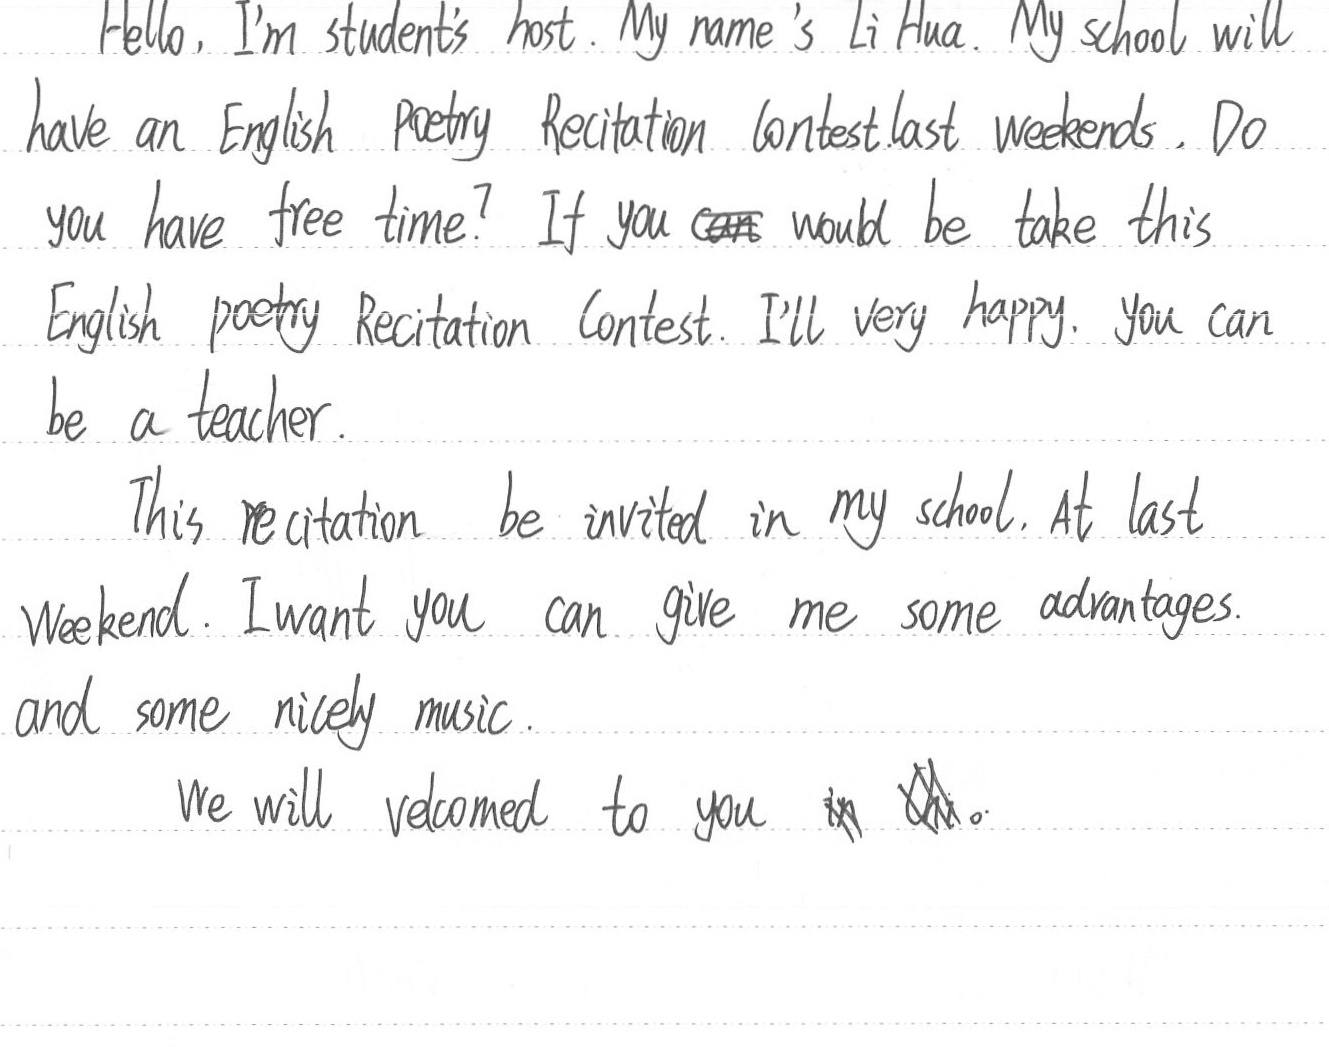 Hello, I'm student's host. My name's Li Hua. My school will
have an English Poetry Recitation Contest.last weekends. Do
you have free time? If you would be take this
English poetry Recitation Contest. I'll very happy. you can
be a teacher.
This recitation be invited in my school. At last
Weekend. I want you can give me some advantages.
and some nicely music.
We will velcomed to you.